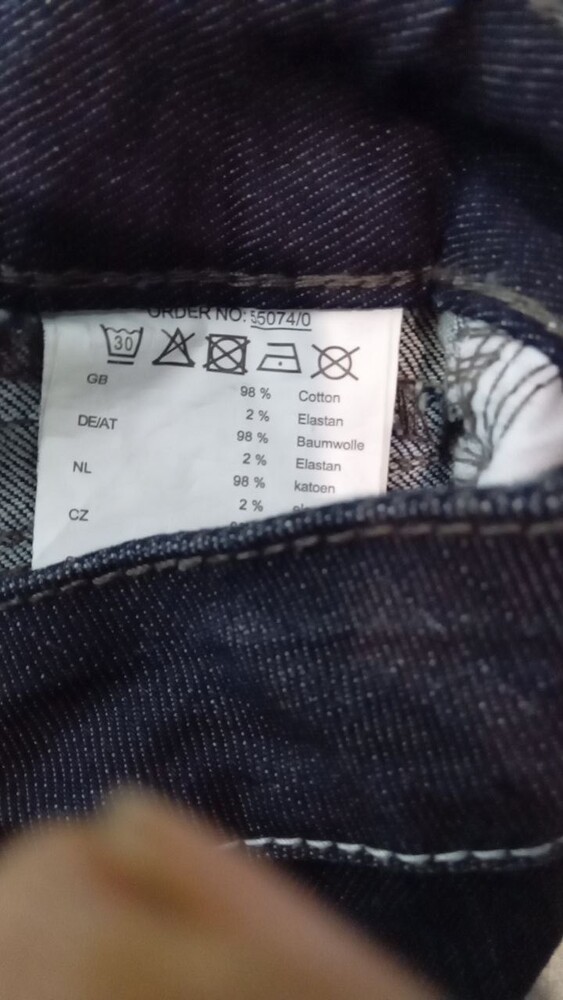 ORDER NO: 55074/0
30
GB 98 % Cotton
2 % Elastan
DE/AT 98 % Baumwolle
2 % Elastan
NL 98 % katoen
2 %
CZ